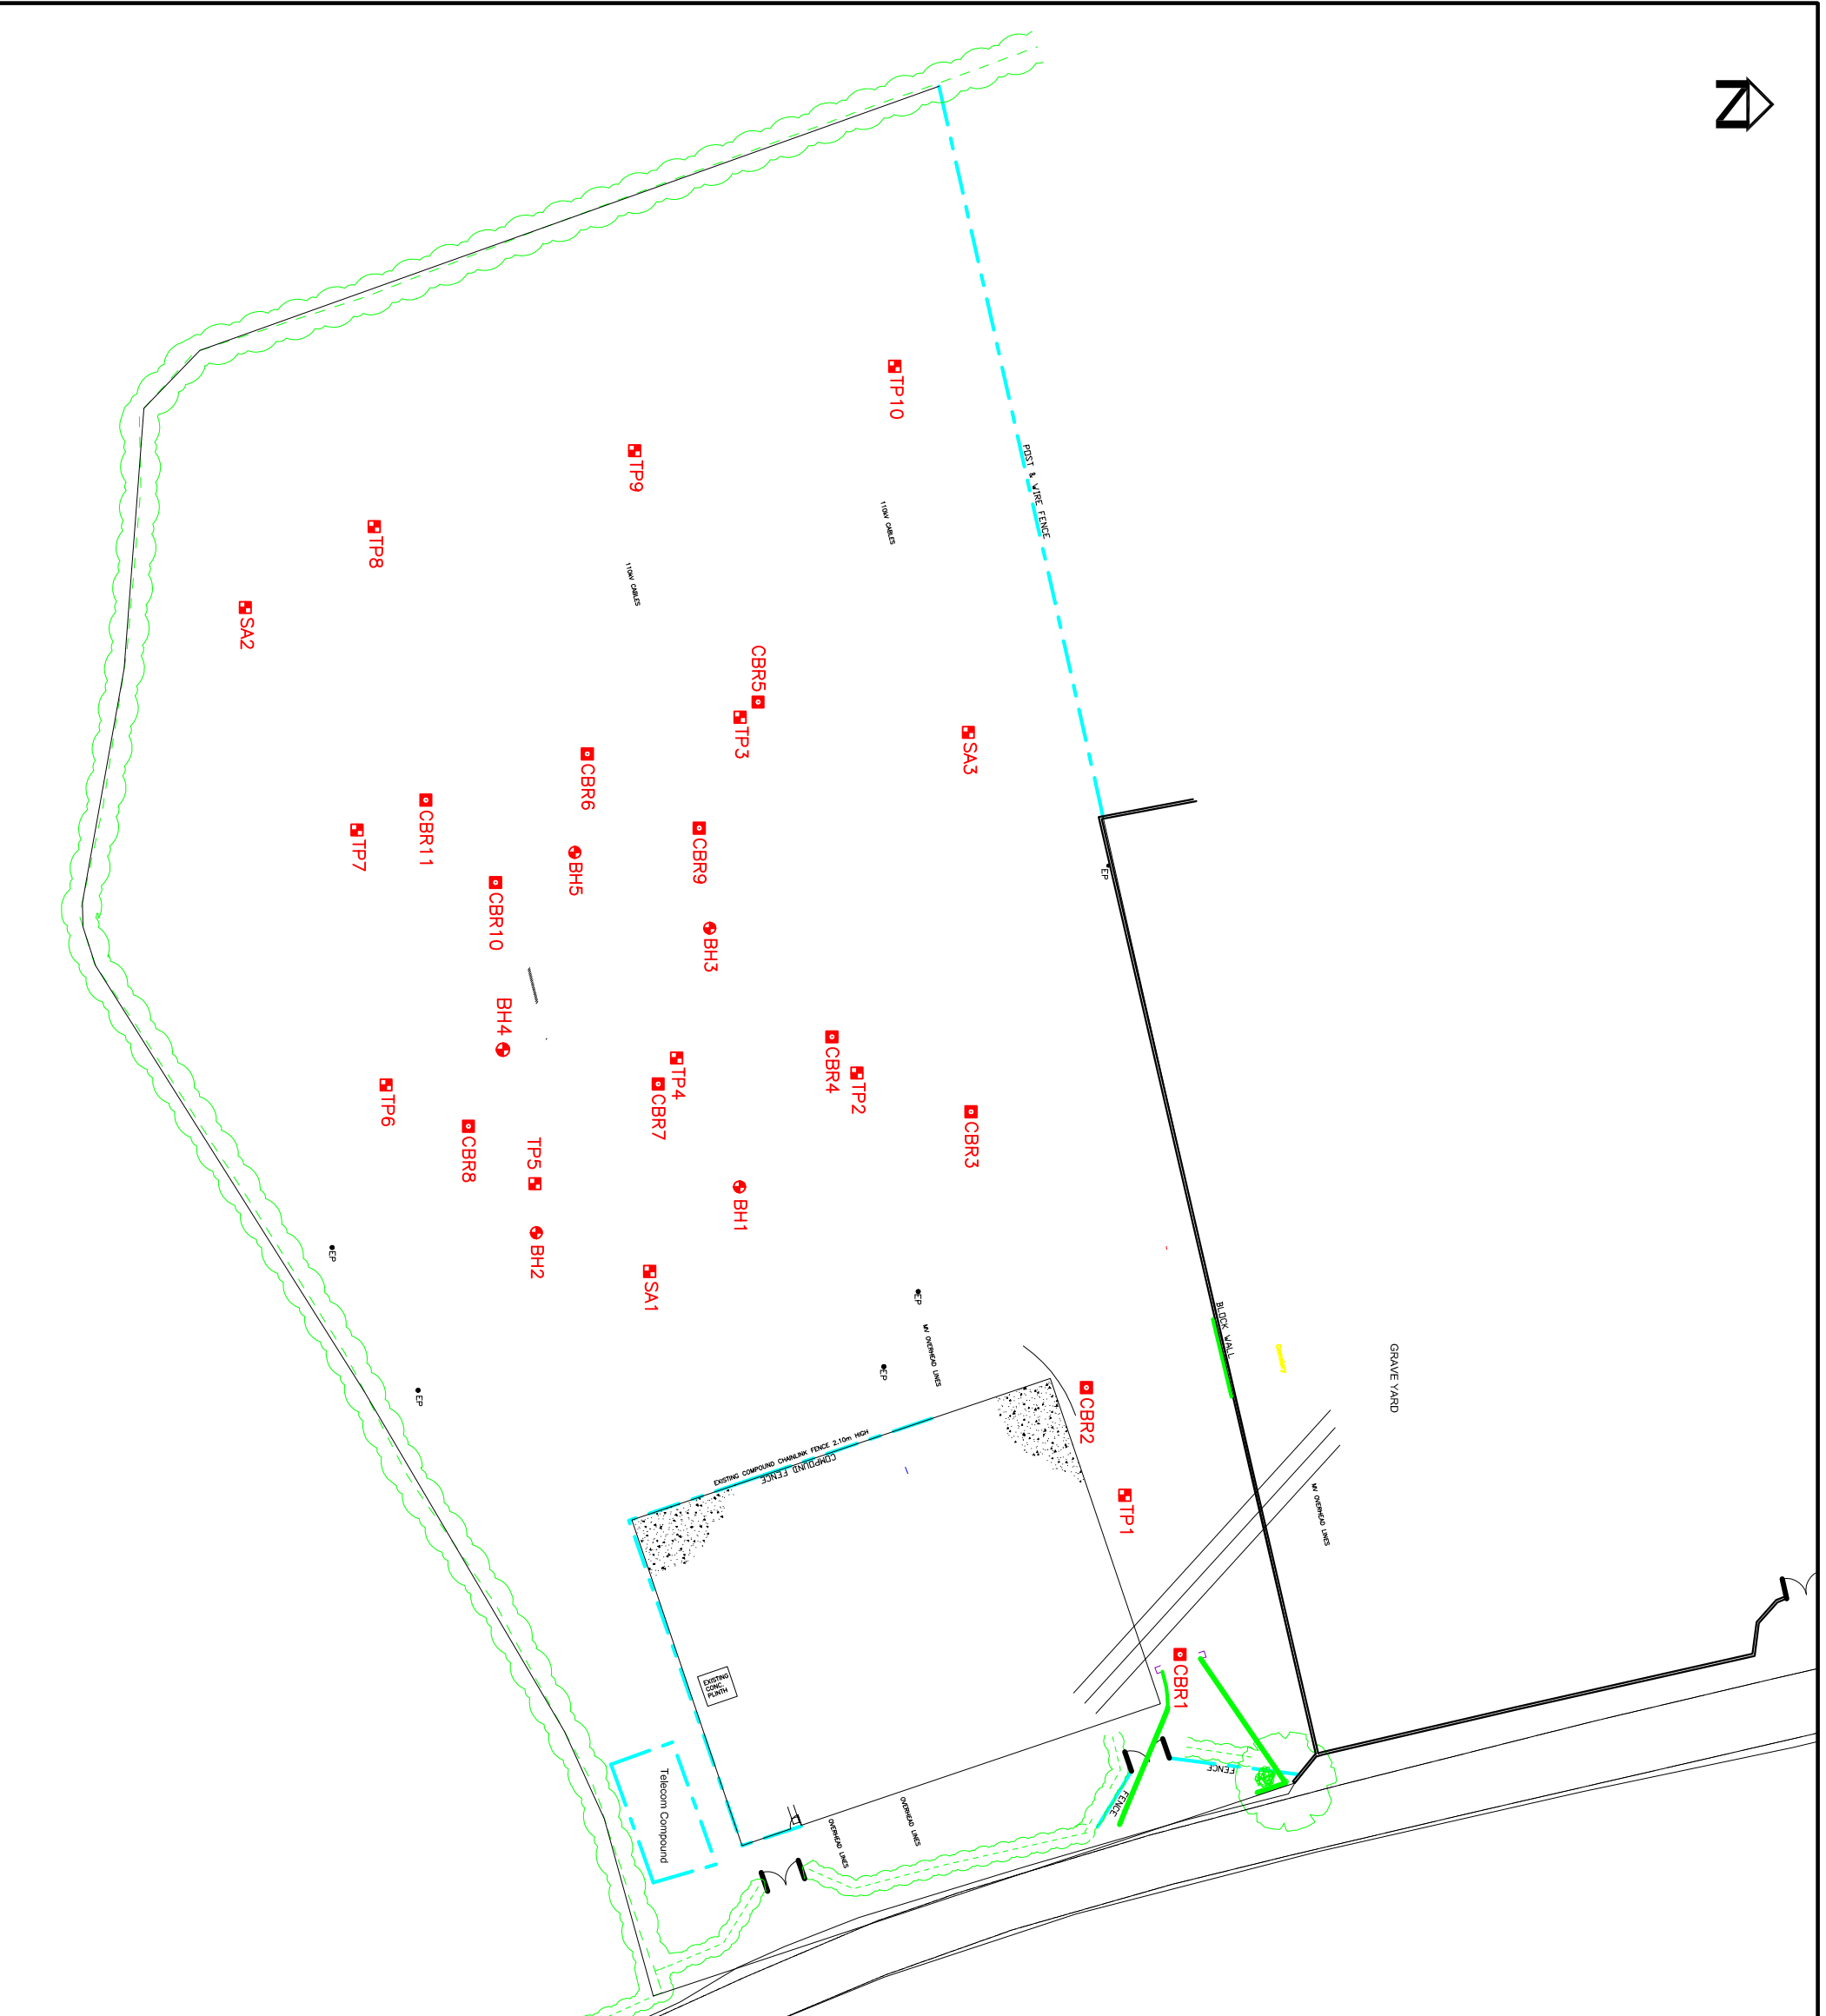 N
TP10
POST & WIRE FENCE
TP9
110kV CABLES
110kV CABLES
TP8
SA2
CBR5
TP3
SA3
CBR6
CBR11
TP7
CBR9
BH5
EP
CBR10
BH3
BH4
CBR4
TP4
TP2
CBR7
TP6
CBR3
CBR8
TP5
BH1
BH2
EP
SA1
EP
MV OVERHEAD LINES
BLOCK WALL
GRAVE YARD
EP
EP
CBR2
EXISTING COMPOUND CHAINLINK FENCE 2.10m HIGH
COMPOUND FENCE
TP1
MV OVERHEAD LINES
CBR1
EXISTING
CONC.
PLINTH
FENCE
FENCE
Telecom Compound
OVERHEAD LINES
OVERHEAD LINES